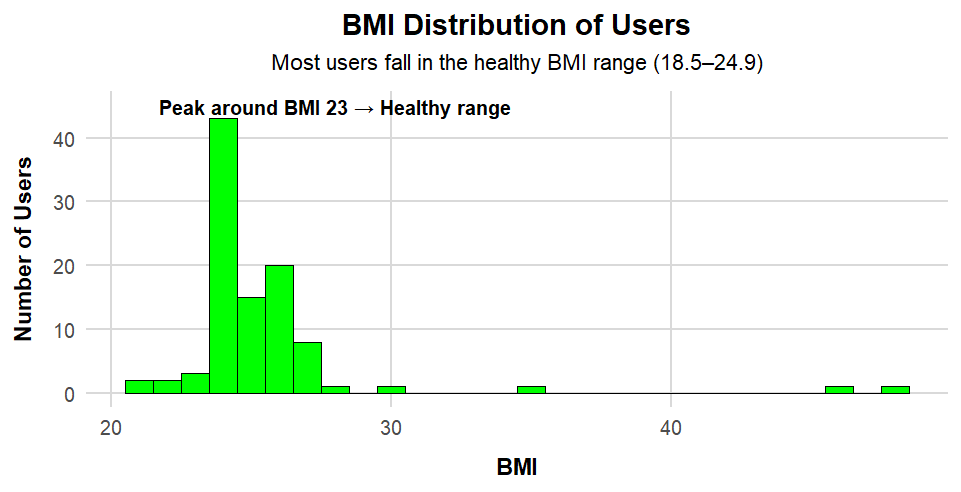 BMI Distribution of Users
Most users fall in the healthy BMI range (18.5–24.9)
Peak around BMI 23 → Healthy range
Number of Users
40
30
20
10
0
20 30 40
BMI